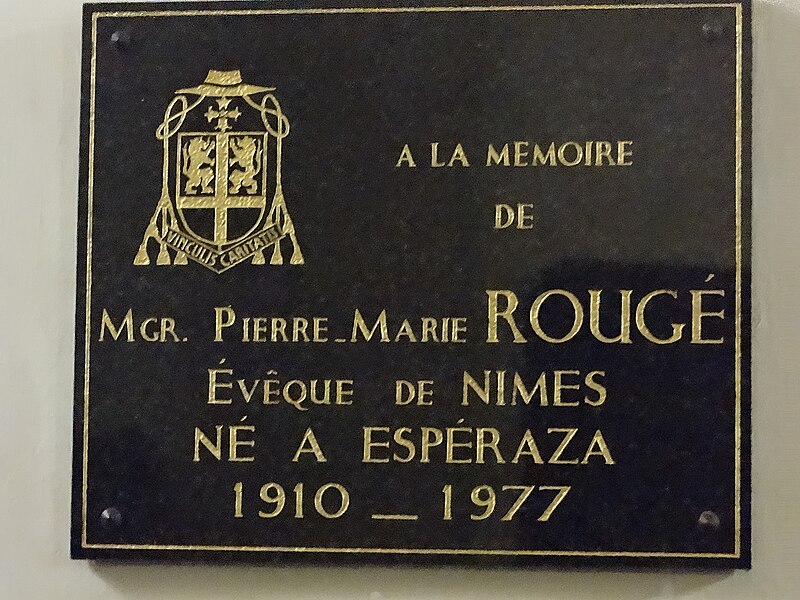 VINCULIS CARITATIS
A LA MEMOIRE
DE
MGR. PIERRE-MARIE ROUGÉ
ÉVÊQUE DE NIMES
NÉ A ESPÉRAZA
1910 — 1977